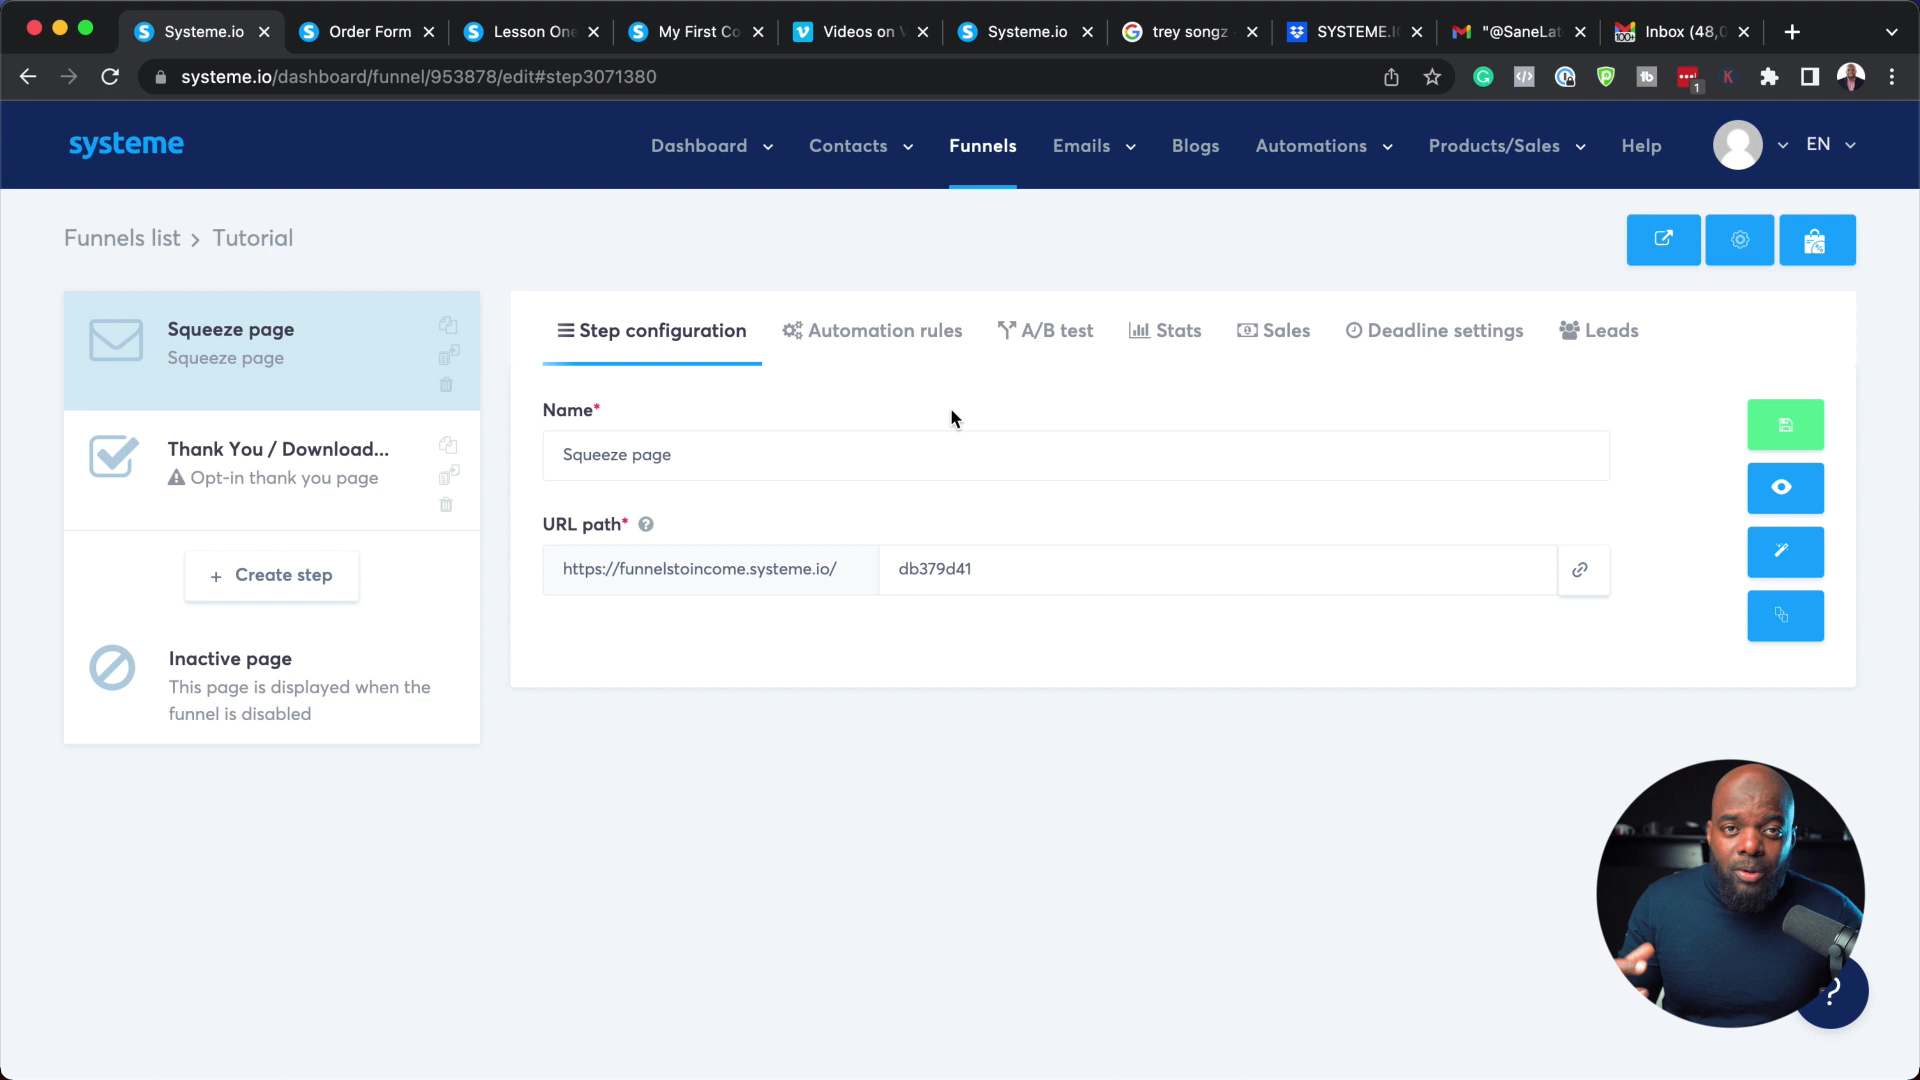 Systeme.io
Order Form
Lesson One
My First Co
Videos on V
Systeme.io
trey songz
SYSTEME.I
"@SaneLat
Inbox (48,0
systeme.io/dashboard/funnel/953878/edit#step3071380
1
systeme
Dashboard
Contacts
Funnels
Emails
Blogs
Automations
Products/Sales
Help
EN
Funnels list > Tutorial
Squeeze page
Squeeze page
Thank You / Download...
Opt-in thank you page
+ Create step
Inactive page
This page is displayed when the
funnel is disabled
Step configuration
Automation rules
A/B test
Stats
Sales
Deadline settings
Leads
Name*
Squeeze page
URL path* ?
https://funnelstoincome.systeme.io/
db379d41
?